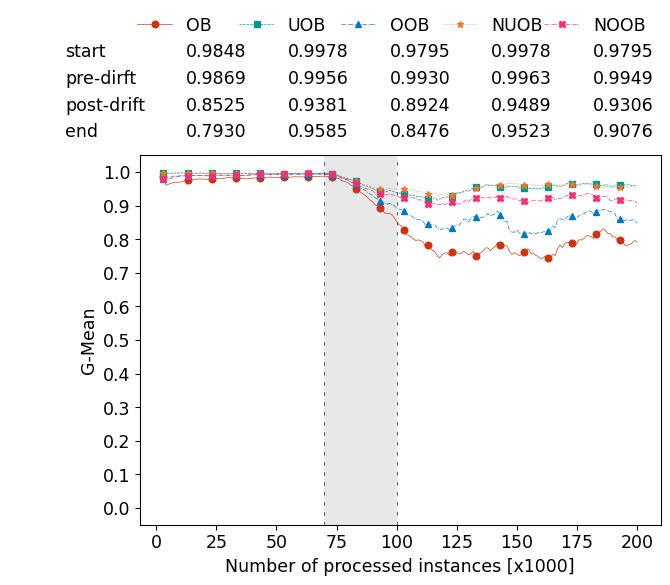 OB UOB OOB NUOB NOOB
start 0.9848 0.9978 0.9795 0.9978 0.9795
pre-dirft 0.9869 0.9956 0.9930 0.9963 0.9949
post-drift 0.8525 0.9381 0.8924 0.9489 0.9306
end 0.7930 0.9585 0.8476 0.9523 0.9076
1.0
0.9
0.8
0.7
0.6
0.5
0.4
0.3
0.2
0.1
0.0
G-Mean
0 25 50 75 100 125 150 175 200
Number of processed instances [x1000]